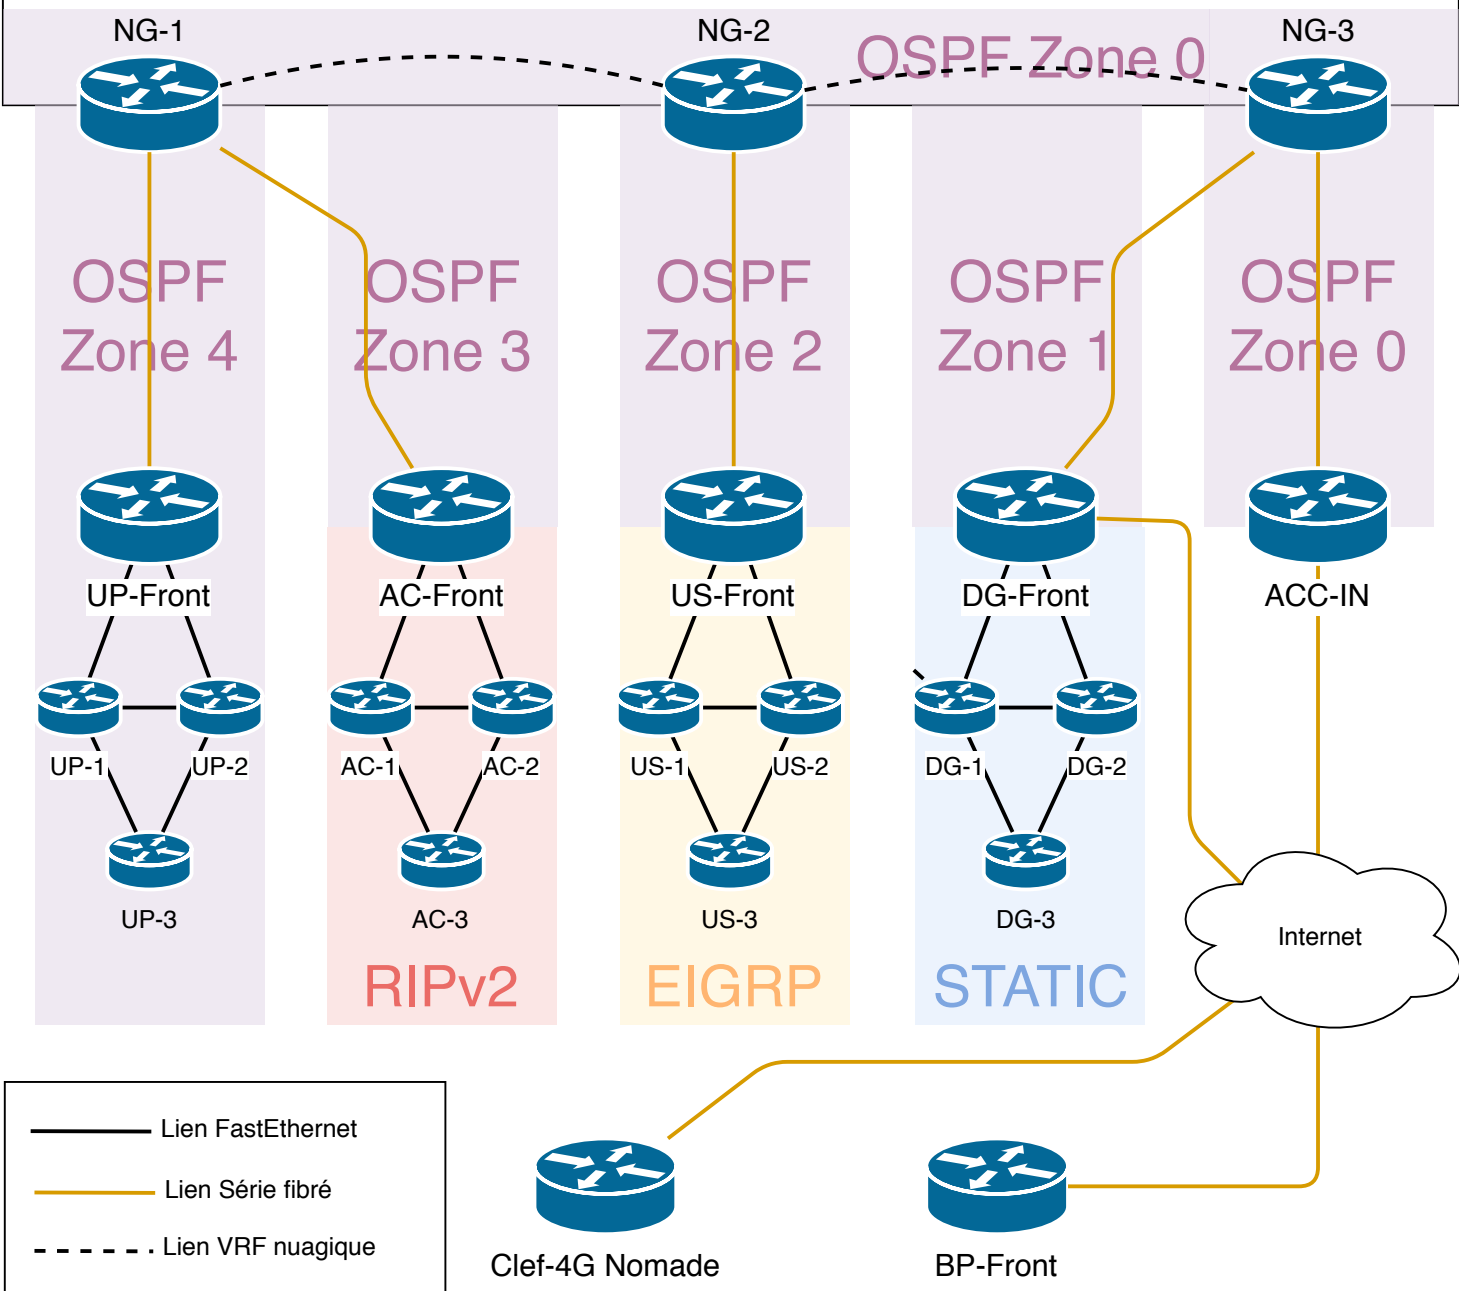 NG-1
NG-2
NG-3
OSPF Zone 0
OSPF
Zone 4
OSPF
Zone 3
OSPF
Zone 2
OSPF
Zone 1
OSPF
Zone 0
UP-Front
AC-Front
US-Front
DG-Front
ACC-IN
UP-1
UP-2
AC-1
AC-2
US-1
US-2
DG-1
DG-2
UP-3
AC-3
US-3
DG-3
Internet
RIPv2
EIGRP
STATIC
Lien FastEthernet
Lien Série fibré
Lien VRF nuagique
Clef-4G Nomade
BP-Front